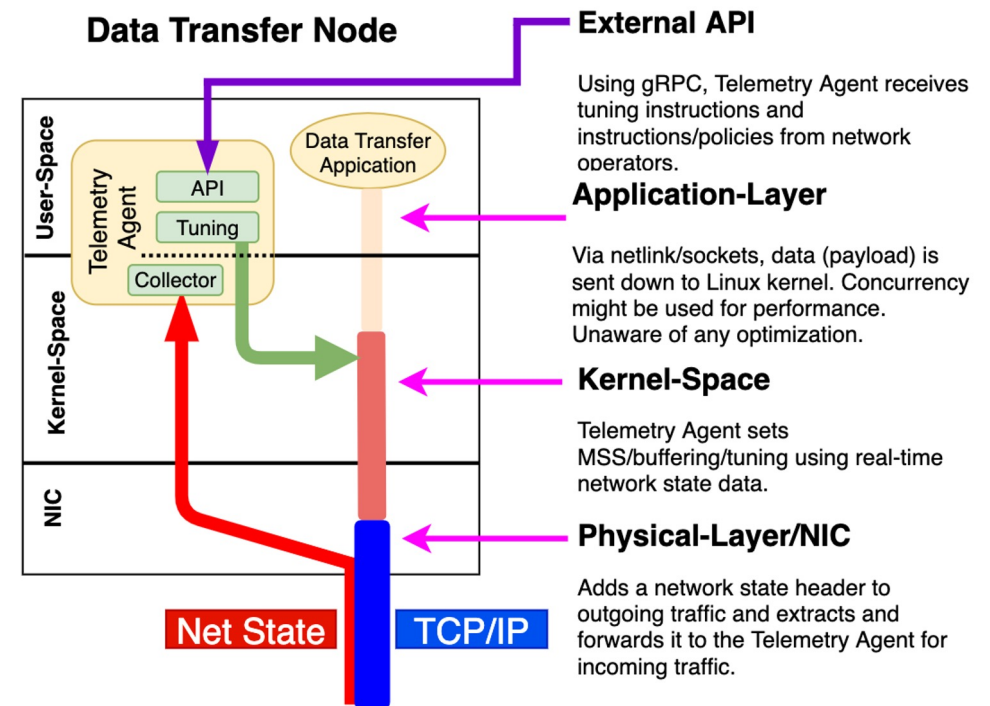 Data Transfer Node
User-Space
Telemetry
Agent
API
Tuning
Collector
Data Transfer
Appication
Kernel-Space
NIC
Net State
TCP/IP
External API
Using gRPC, Telemetry Agent receives
tuning instructions and
instructions/policies from network
operators.
Application-Layer
Via netlink/sockets, data (payload) is
sent down to Linux kernel. Concurrency
might be used for performance.
Unaware of any optimization.
Kernel-Space
Telemetry Agent sets
MSS/buffering/tuning using real-time
network state data.
Physical-Layer/NIC
Adds a network state header to
outgoing traffic and extracts and
forwards it to the Telemetry Agent for
incoming traffic.